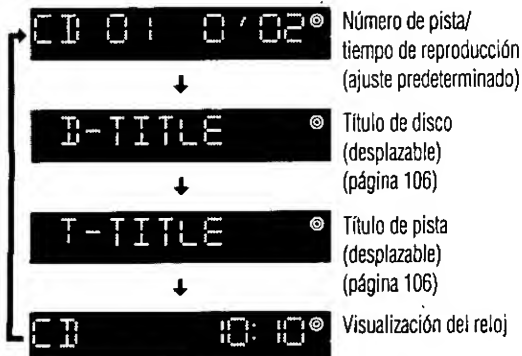 CD 01 0'02
Número de pista/
tiempo de reproducción
(ajuste predeterminado)
D-TITLE
Título de disco
(desplazable)
(página 106)
T-TITLE
Título de pista
(desplazable)
(página 106)
CD 10:10
Visualización del reloj